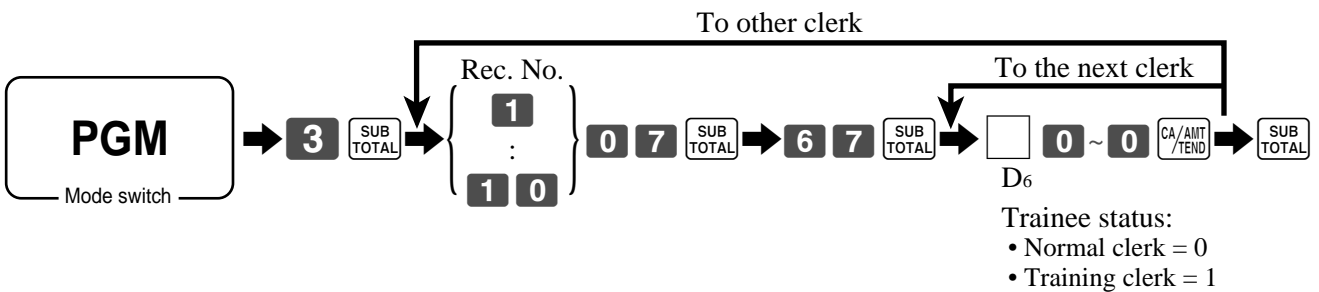 To other clerk
Rec. No.
To the next clerk
PGM
Mode switch
3 SUB TOTAL
1
:
1 0
0 7 SUB TOTAL
6 7 SUB TOTAL
0 ~ 0 CA/AMT /TEND
SUB TOTAL
D6
Trainee status:
• Normal clerk = 0
• Training clerk = 1